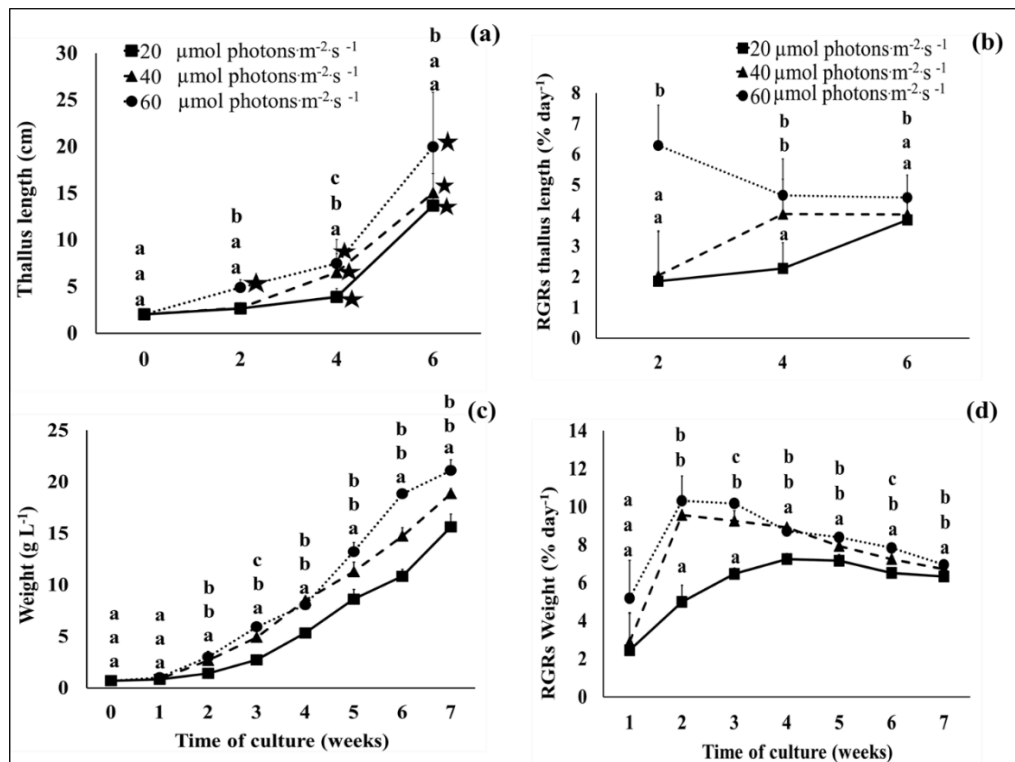 (a)
30
25
20
15
10
5
0
Thallus length (cm)
20 µmol photons·m-2·s -1
40 µmol photons·m-2·s -1
60 µmol photons·m-2·s -1
a
a
a
b
a
a
c
b
a
b
a
a
0 2 4 6
(b)
8
7
6
5
4
3
2
1
0
RGRs thallus length (% day-1)
20 µmol photons·m-2·s -1
40 µmol photons·m-2·s -1
60 µmol photons·m-2·s -1
b
a
a
b
b
a
b
a
a
2 4 6
(c)
25
20
15
10
5
0
Weight (g L-1)
a
a
a
a
a
a
b
b
a
c
b
a
b
b
a
b
b
a
b
b
a
b
b
a
0 1 2 3 4 5 6 7
Time of culture (weeks)
(d)
14
12
10
8
6
4
2
0
RGRs Weight (% day-1)
a
a
a
b
b
a
c
b
a
b
b
a
b
b
a
c
b
a
b
b
a
1 2 3 4 5 6 7
Time of culture (weeks)